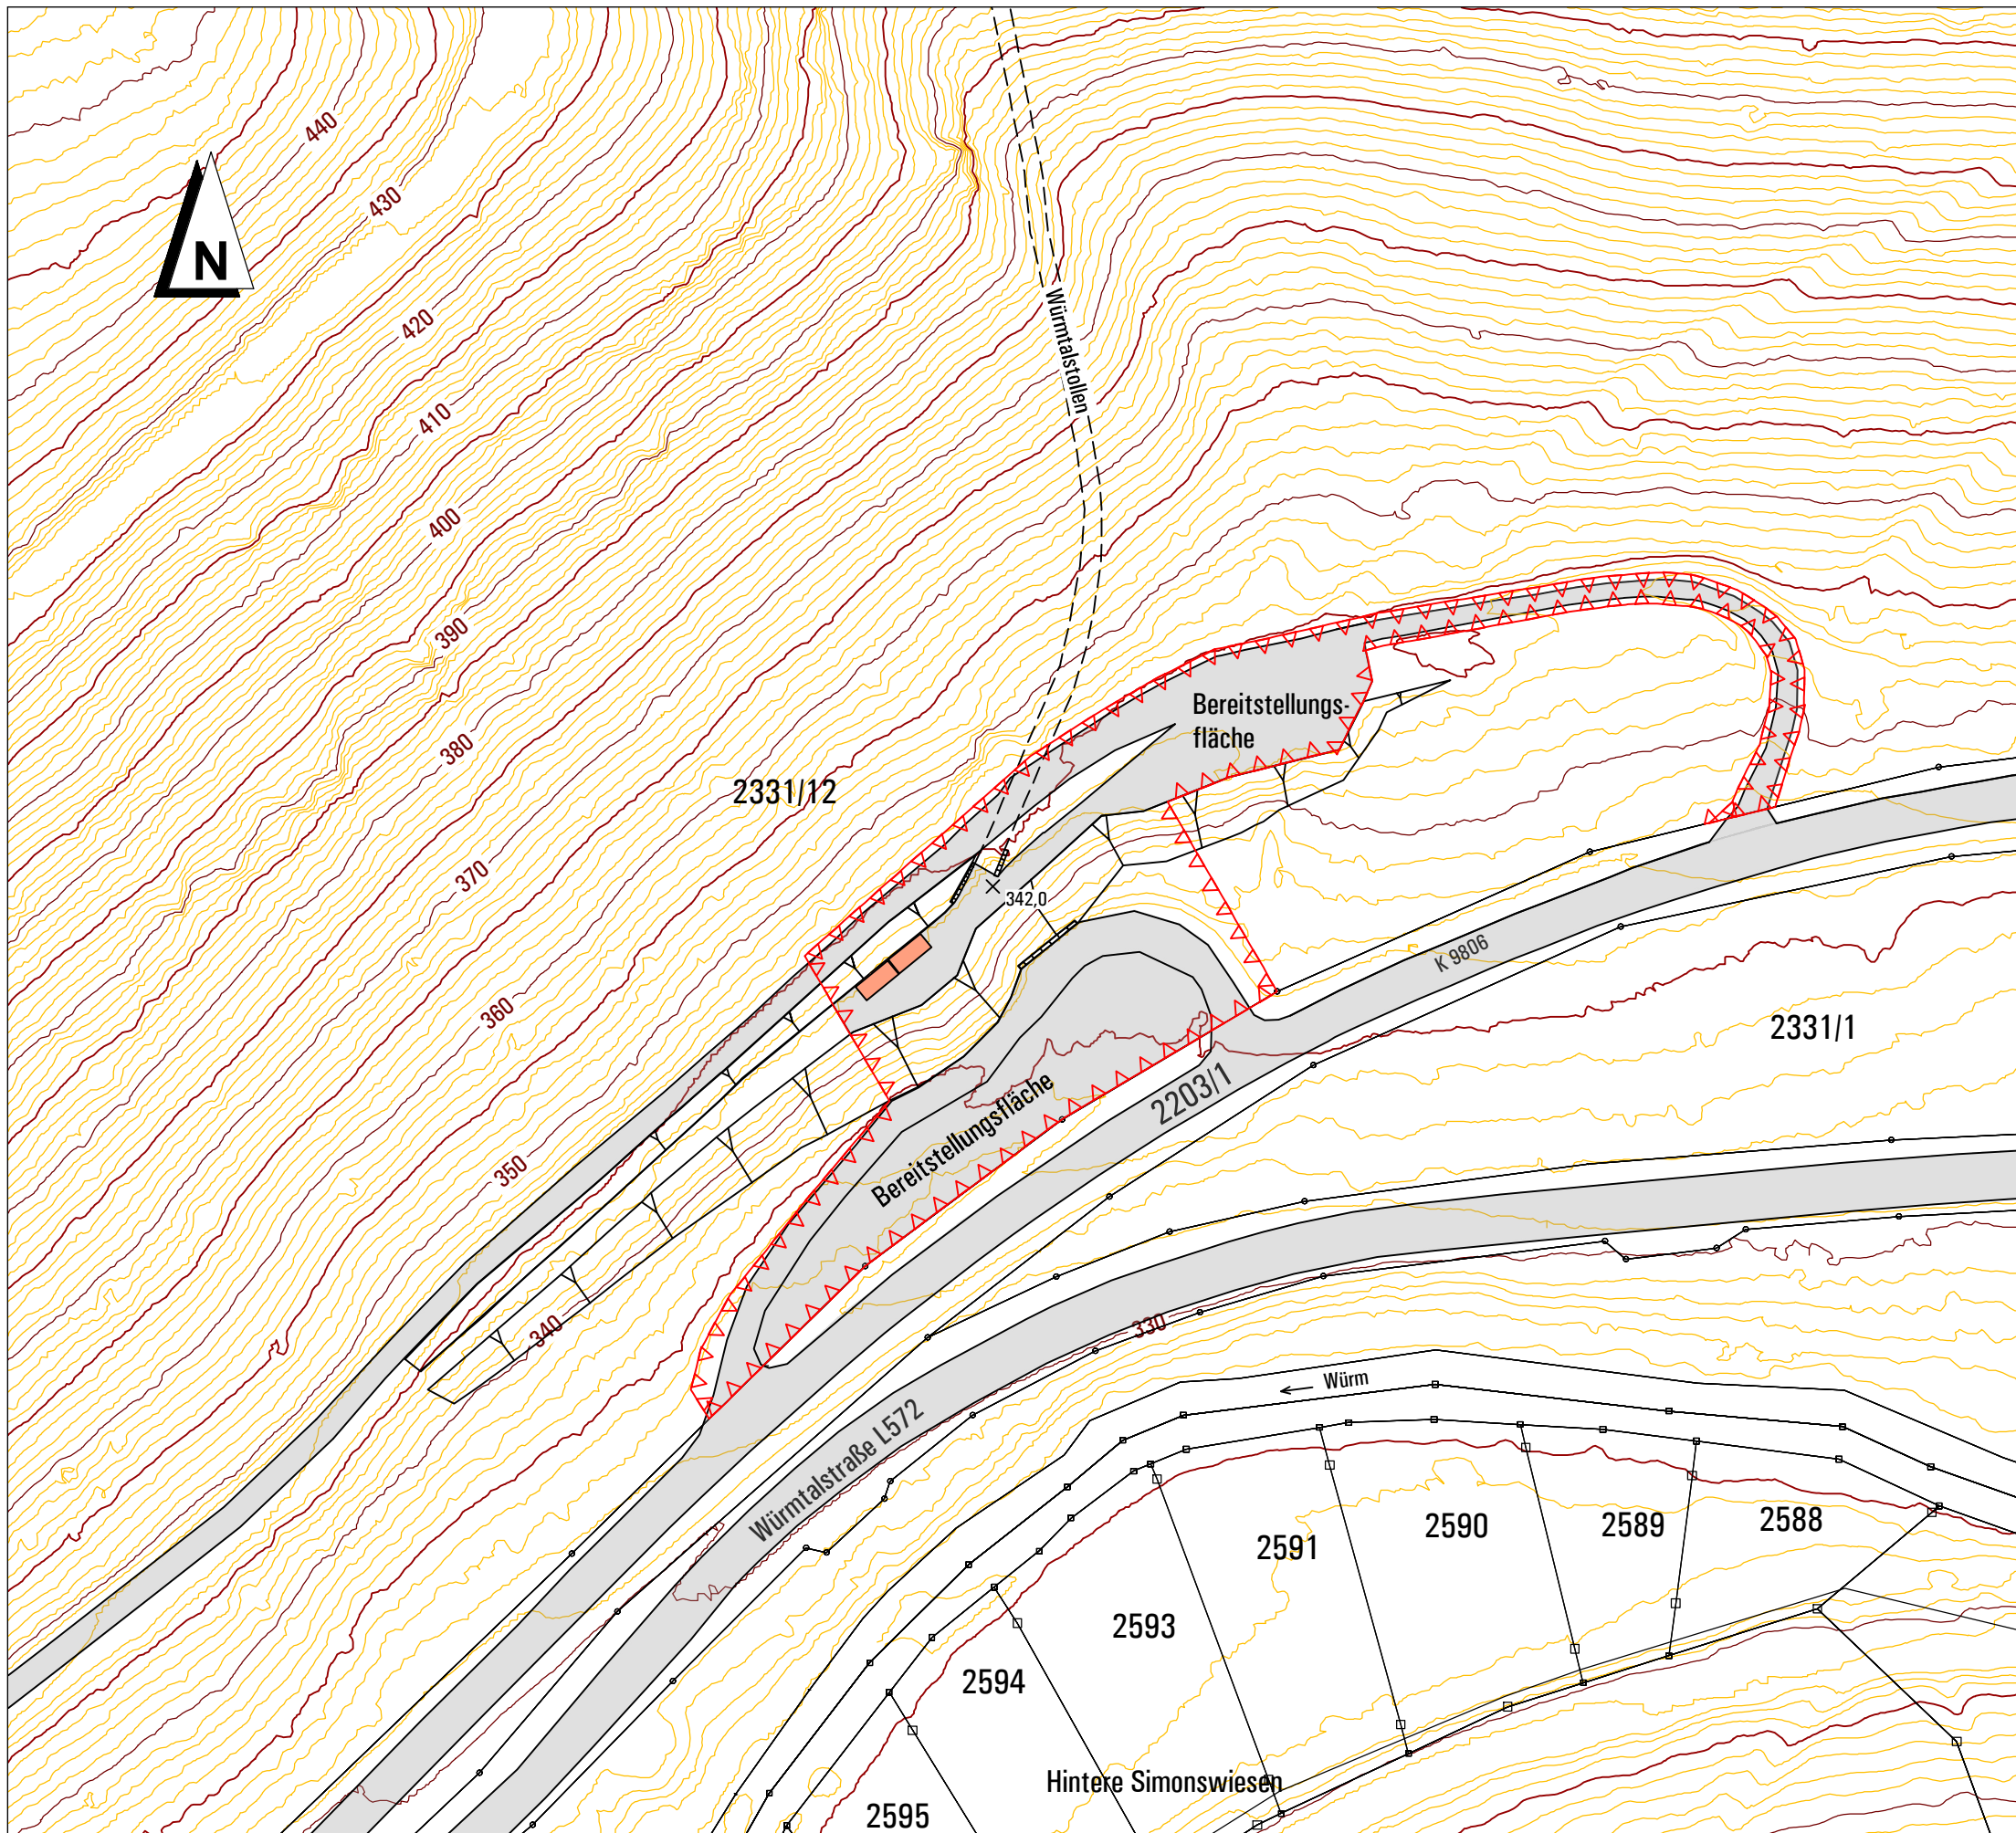 440
430
N
420
Würmtalstollen
410
400
390
Bereitstellungs-
fläche
380
2331/12
370
342,0
K 9806
360
2331/1
2203/1
Bereitstellungsfläche
350
340
330
Würm
Würmtalstraße L572
2588
2589
2590
2591
2593
2594
Hintere Simonswiesen
2595